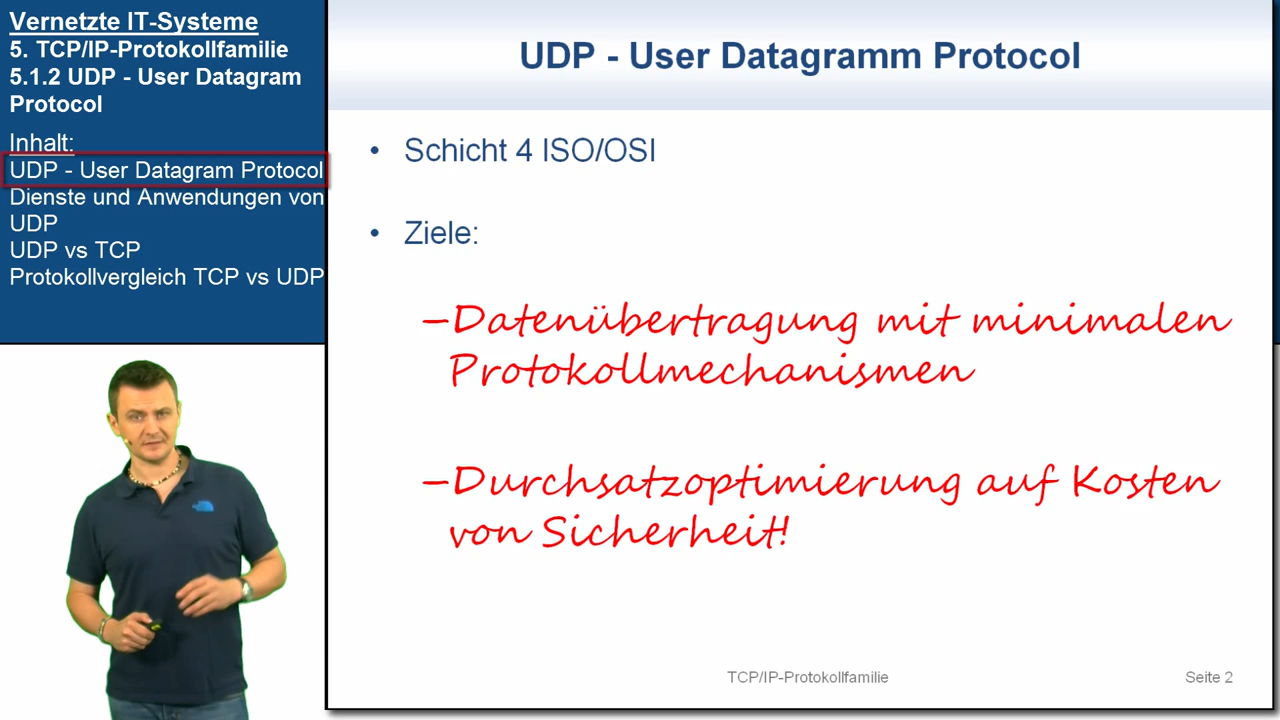 Vernetzte IT-Systeme
5. TCP/IP-Protokollfamilie
5.1.2 UDP - User Datagram
Protocol
Inhalt:
UDP - User Datagram Protocol
Dienste und Anwendungen von
UDP
UDP vs TCP
Protokollvergleich TCP vs UDP
UDP - User Datagramm Protocol
• Schicht 4 ISO/OSI
• Ziele:
–Datenübertragung mit minimalen
Protokollmechanismen
–Durchsatzoptimierung auf Kosten
von Sicherheit!
TCP/IP-Protokollfamilie
Seite 2